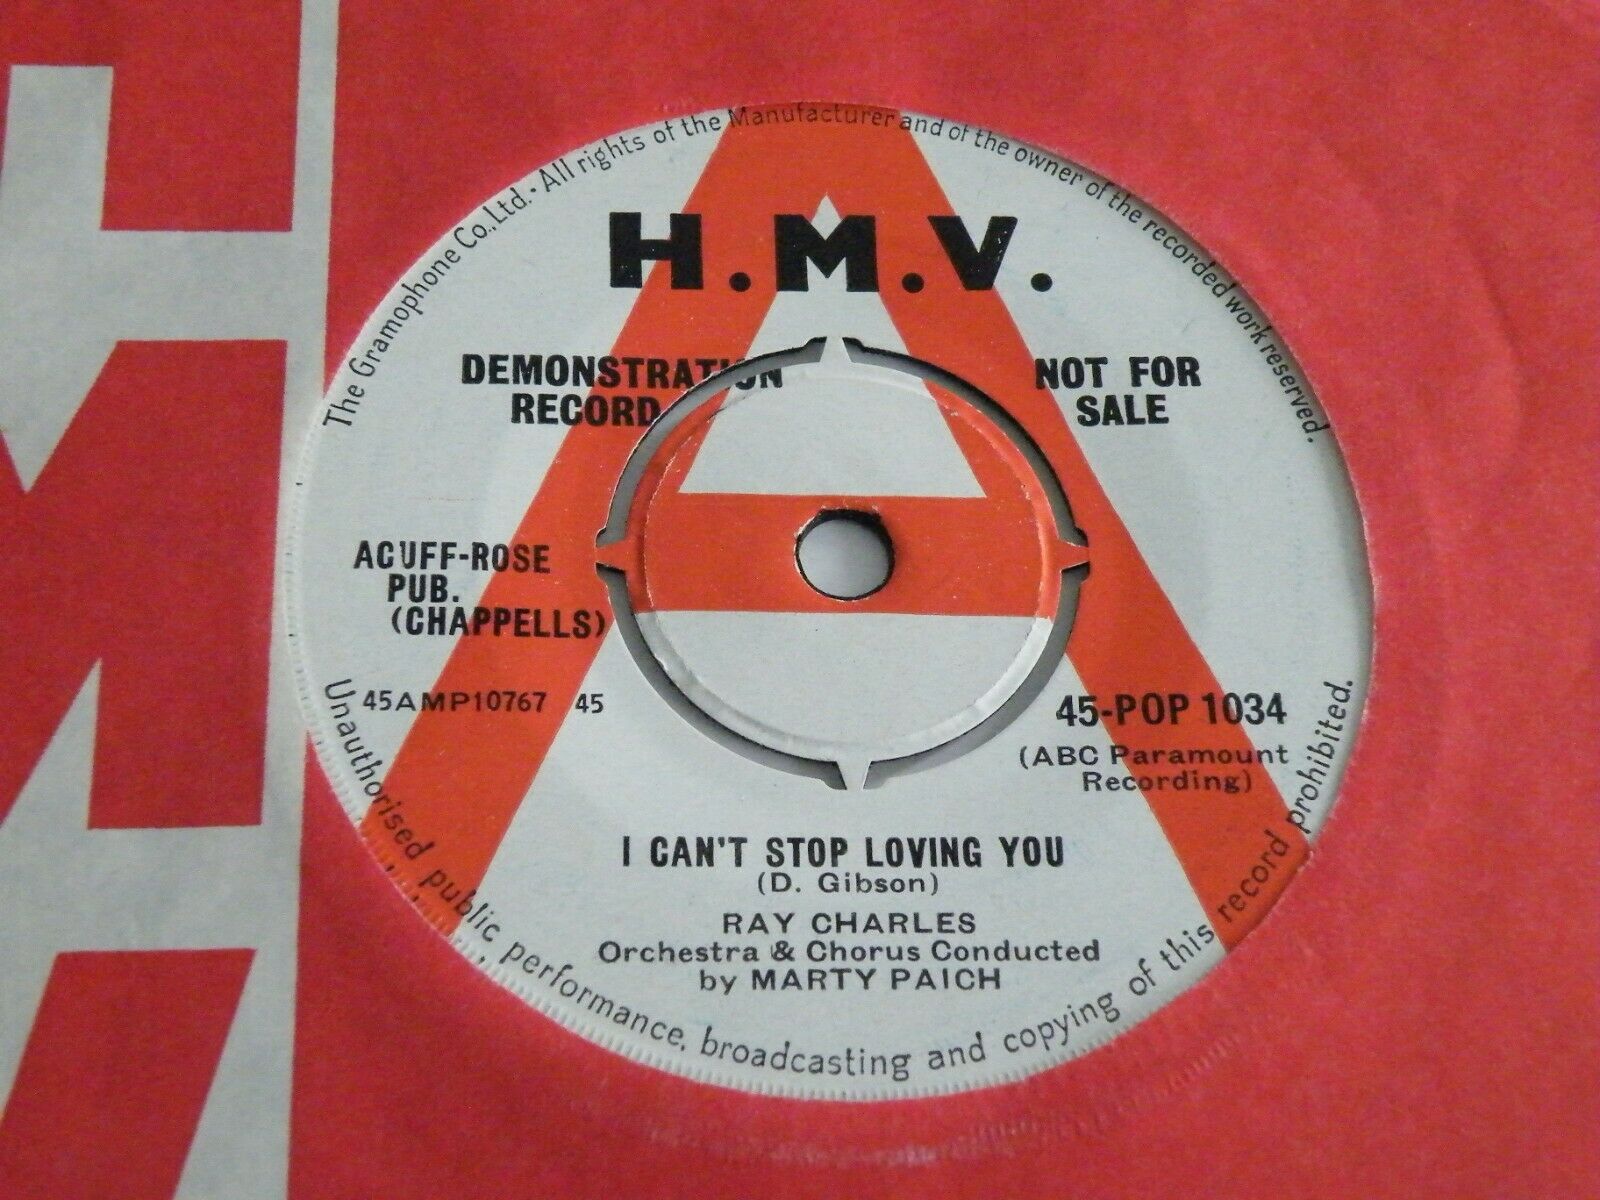 The Gramophone Co., Ltd. · All rights of the Manufacturer and of the owner of the recorded work reserved.
H.M.V.
DEMONSTRATION
RECORD
NOT FOR
SALE
ACUFF-ROSE
PUB.
(CHAPPELLS)
45AMP10767 45
45-POP 1034
(ABC Paramount
Recording)
I CAN'T STOP LOVING YOU
(D. Gibson)
RAY CHARLES
Orchestra & Chorus Conducted
by MARTY PAICH
Unauthorised public performance, broadcasting and copying of this record prohibited.
A